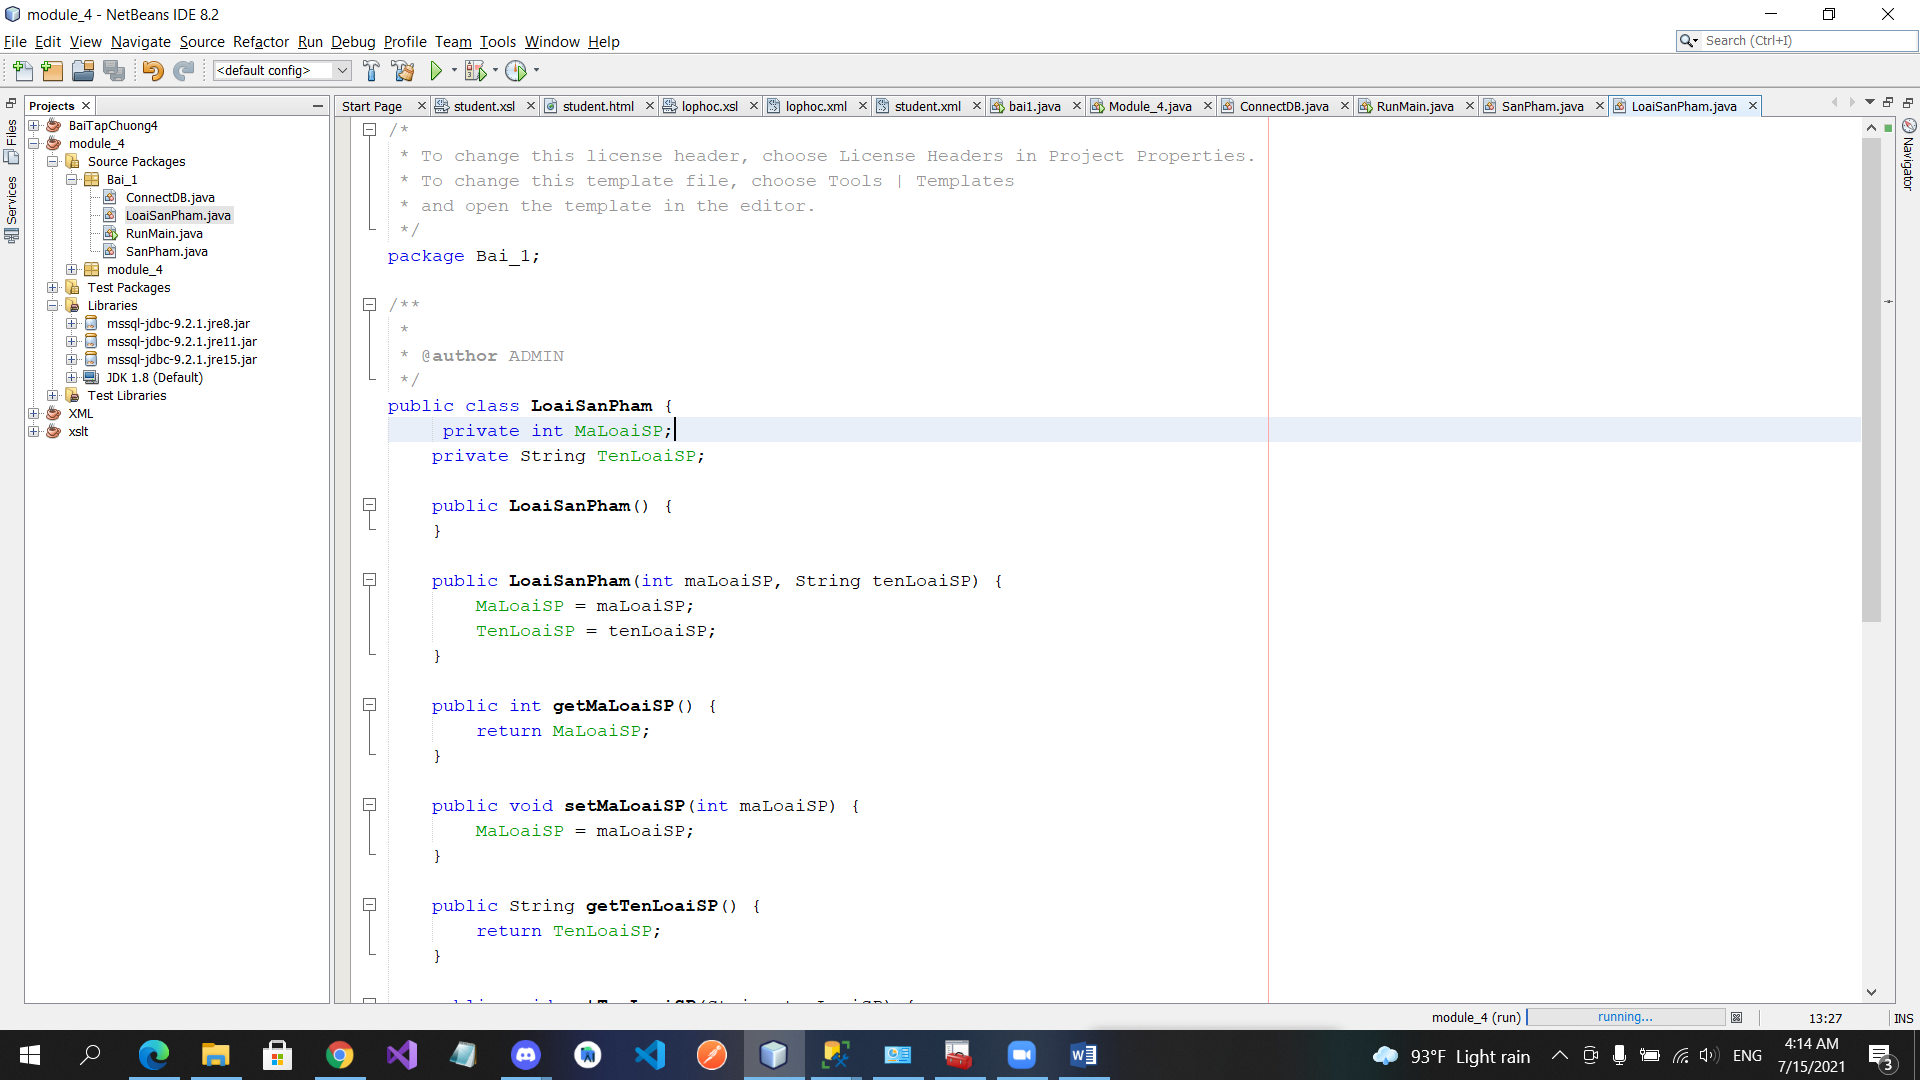 module_4 - NetBeans IDE 8.2
File Edit View Navigate Source Refactor Run Debug Profile Team Tools Window Help
Search (Ctrl+I)
<default config>
Projects
Start Page student.xsl student.html lophoc.xsl lophoc.xml student.xml bai1.java Module_4.java ConnectDB.java RunMain.java SanPham.java LoaiSanPham.java
Files
Services
Navigator
BaiTapChuong4
module_4
Source Packages
Bai_1
ConnectDB.java
LoaiSanPham.java
RunMain.java
SanPham.java
module_4
Test Packages
Libraries
mssql-jdbc-9.2.1.jre8.jar
mssql-jdbc-9.2.1.jre11.jar
mssql-jdbc-9.2.1.jre15.jar
JDK 1.8 (Default)
Test Libraries
XML
xslt
/*
* To change this license header, choose License Headers in Project Properties.
* To change this template file, choose Tools | Templates
* and open the template in the editor.
*/
package Bai_1;
/**
*
* @author ADMIN
*/
public class LoaiSanPham {
private int MaLoaiSP;
private String TenLoaiSP;
public LoaiSanPham() {
}
public LoaiSanPham(int maLoaiSP, String tenLoaiSP) {
MaLoaiSP = maLoaiSP;
TenLoaiSP = tenLoaiSP;
}
public int getMaLoaiSP() {
return MaLoaiSP;
}
public void setMaLoaiSP(int maLoaiSP) {
MaLoaiSP = maLoaiSP;
}
public String getTenLoaiSP() {
return TenLoaiSP;
}
module_4 (run) running... 13:27 INS
93°F Light rain ENG
4:14 AM
7/15/2021
3